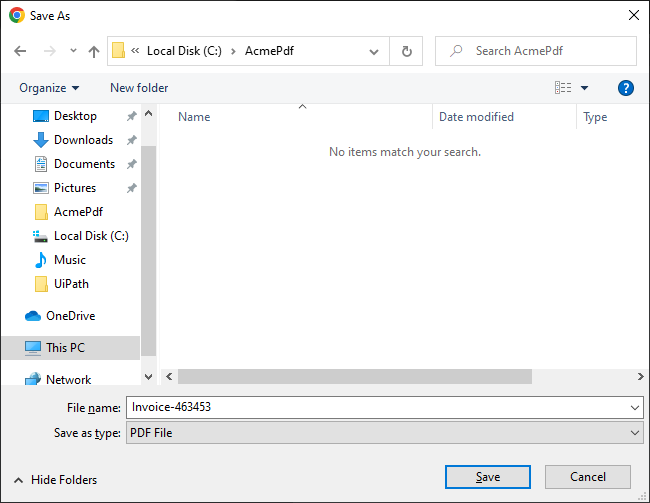 Save As
« Local Disk (C:) > AcmePdf
Search AcmePdf
Organize
New folder
?
Name
Date modified
Type
No items match your search.
Desktop
Downloads
Documents
Pictures
AcmePdf
Local Disk (C:)
Music
UiPath
OneDrive
This PC
Network
File name: Invoice-463453
Save as type: PDF File
Hide Folders
Save
Cancel